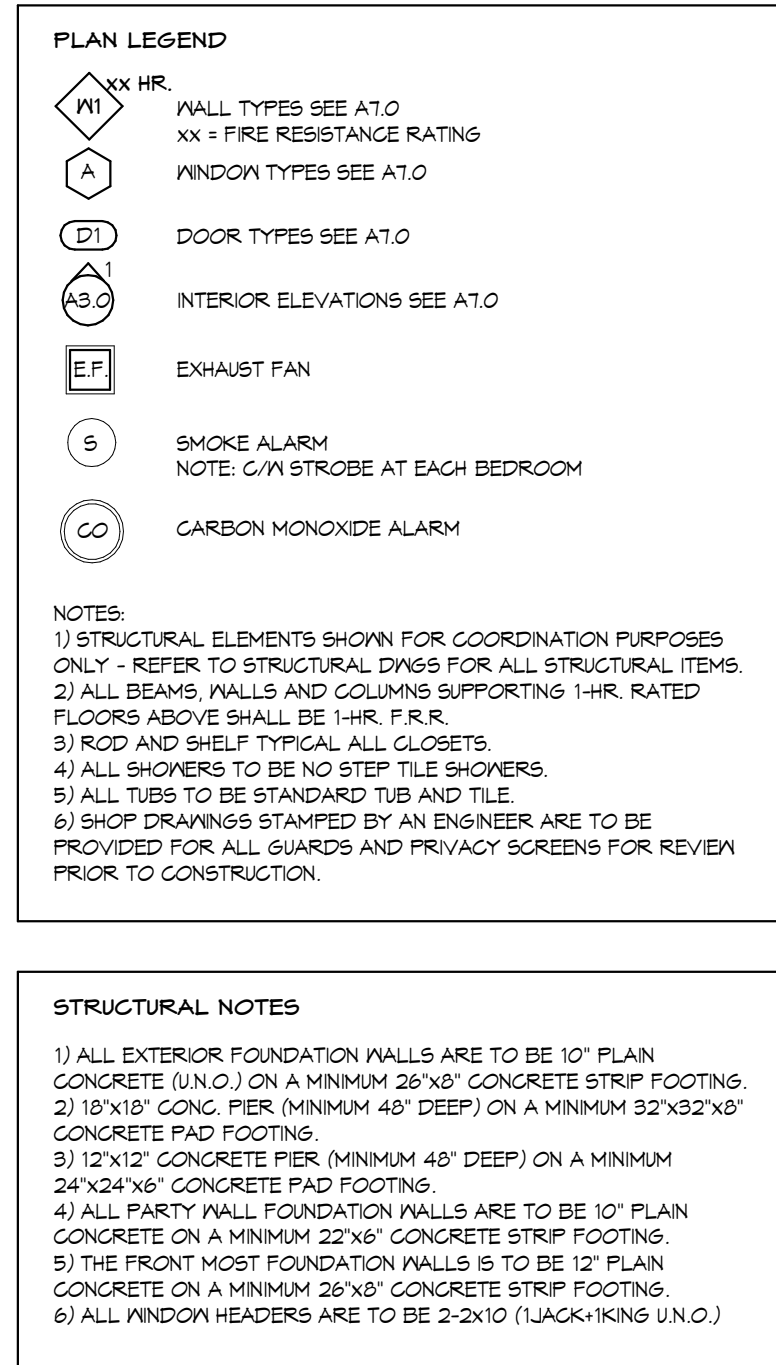 PLAN LEGEND
XX HR.
W1
WALL TYPES SEE A7.0
XX = FIRE RESISTANCE RATING
A
WINDOW TYPES SEE A7.0
D1
DOOR TYPES SEE A7.0
1
A3.0
INTERIOR ELEVATIONS SEE A7.0
E.F.
EXHAUST FAN
S
SMOKE ALARM
NOTE: C/W STROBE AT EACH BEDROOM
CO
CARBON MONOXIDE ALARM
NOTES:
1) STRUCTURAL ELEMENTS SHOWN FOR COORDINATION PURPOSES
ONLY - REFER TO STRUCTURAL DWGS FOR ALL STRUCTURAL ITEMS.
2) ALL BEAMS, WALLS AND COLUMNS SUPPORTING 1-HR. RATED
FLOORS ABOVE SHALL BE 1-HR. F.R.R.
3) ROD AND SHELF TYPICAL ALL CLOSETS.
4) ALL SHOWERS TO BE NO STEP TILE SHOWERS.
5) ALL TUBS TO BE STANDARD TUB AND TILE.
6) SHOP DRAWINGS STAMPED BY AN ENGINEER ARE TO BE
PROVIDED FOR ALL GUARDS AND PRIVACY SCREENS FOR REVIEW
PRIOR TO CONSTRUCTION.
STRUCTURAL NOTES
1) ALL EXTERIOR FOUNDATION WALLS ARE TO BE 10" PLAIN
CONCRETE (U.N.O.) ON A MINIMUM 26"x8" CONCRETE STRIP FOOTING.
2) 18"x18" CONC. PIER (MINIMUM 48" DEEP) ON A MINIMUM 32"x32"x8"
CONCRETE PAD FOOTING.
3) 12"x12" CONCRETE PIER (MINIMUM 48" DEEP) ON A MINIMUM
24"x24"x6" CONCRETE PAD FOOTING.
4) ALL PARTY WALL FOUNDATION WALLS ARE TO BE 10" PLAIN
CONCRETE ON A MINIMUM 22"x6" CONCRETE STRIP FOOTING.
5) THE FRONT MOST FOUNDATION WALLS IS TO BE 12" PLAIN
CONCRETE ON A MINIMUM 26"x8" CONCRETE STRIP FOOTING.
6) ALL WINDOW HEADERS ARE TO BE 2-2x10 (1JACK+1KING U.N.O.)